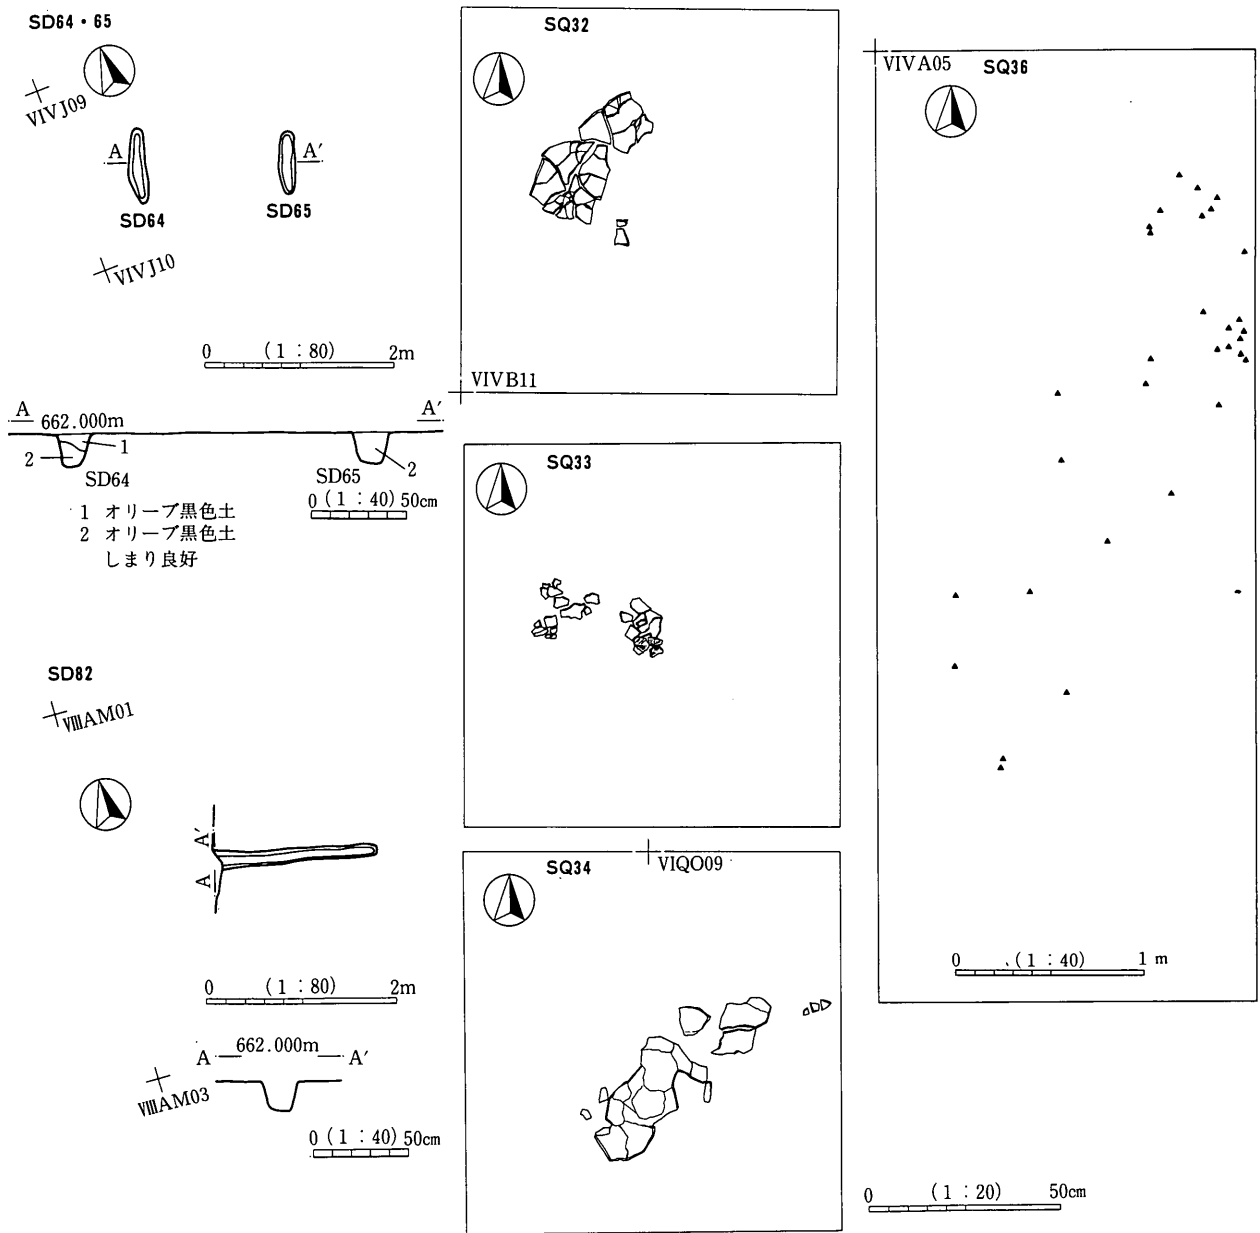 SD64・65
VIVJ09
A
A′
SD64
SD65
VIVJ10
0 (1:80) 2m
A 662.000m A′
1
2
2
SD64
SD65
0 (1:40) 50cm
1 オリーブ黒色土
2 オリーブ黒色土
しまり良好
SD82
ⅧAM01
A′
A
0 (1:80) 2m
A 662.000m A′
ⅧAM03
0 (1:40) 50cm
SQ32
VIVB11
SQ33
SQ34
VIQO09
VIVA05
SQ36
0 (1:40) 1m
0 (1:20) 50cm